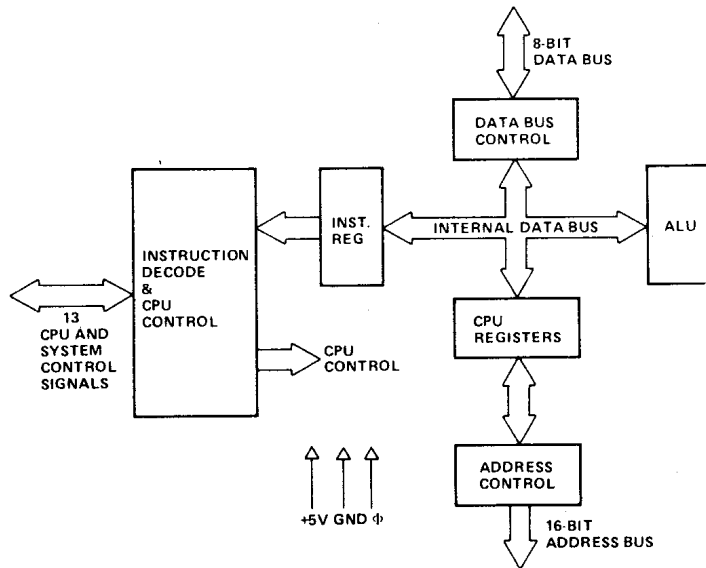 8-BIT
DATA BUS
DATA BUS
CONTROL
INSTRUCTION
DECODE
&
CPU
CONTROL
INST.
REG
INTERNAL DATA BUS
ALU
13
CPU AND
SYSTEM
CONTROL
SIGNALS
CPU
CONTROL
CPU
REGISTERS
ADDRESS
CONTROL
+5V GND Φ
16-BIT
ADDRESS BUS